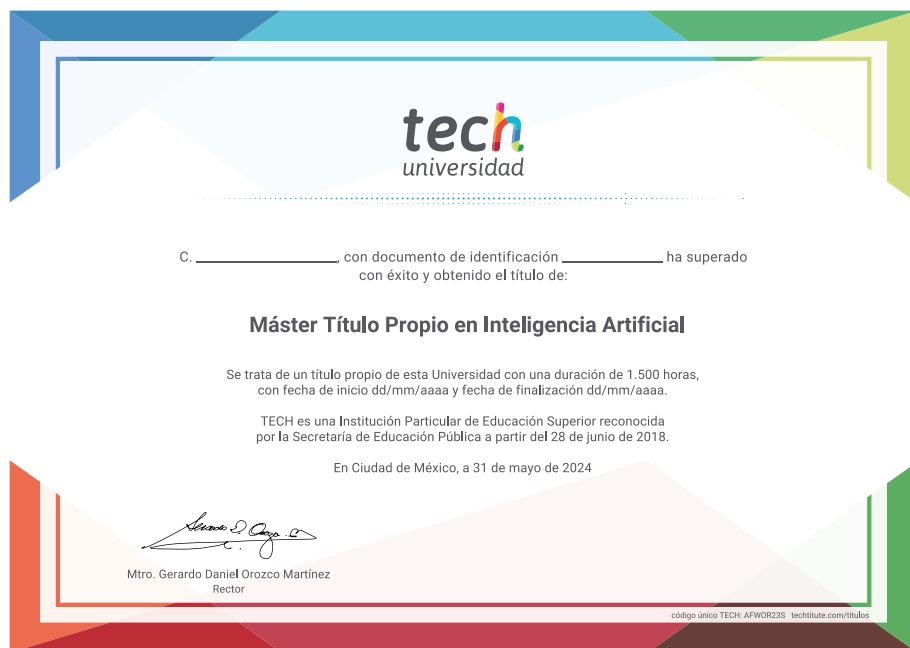 tech
universidad
C. ____________________, con documento de identificación ______________ ha superado
con éxito y obtenido el título de:
Máster Título Propio en Inteligencia Artificial
Se trata de un título propio de esta Universidad con una duración de 1.500 horas,
con fecha de inicio dd/mm/aaaa y fecha de finalización dd/mm/aaaa.
TECH es una Institución Particular de Educación Superior reconocida
por la Secretaría de Educación Pública a partir del 28 de junio de 2018.
En Ciudad de México, a 31 de mayo de 2024
Mtro. Gerardo Daniel Orozco Martínez
Rector
código único TECH: AFWOR23S techtitute.com/titulos